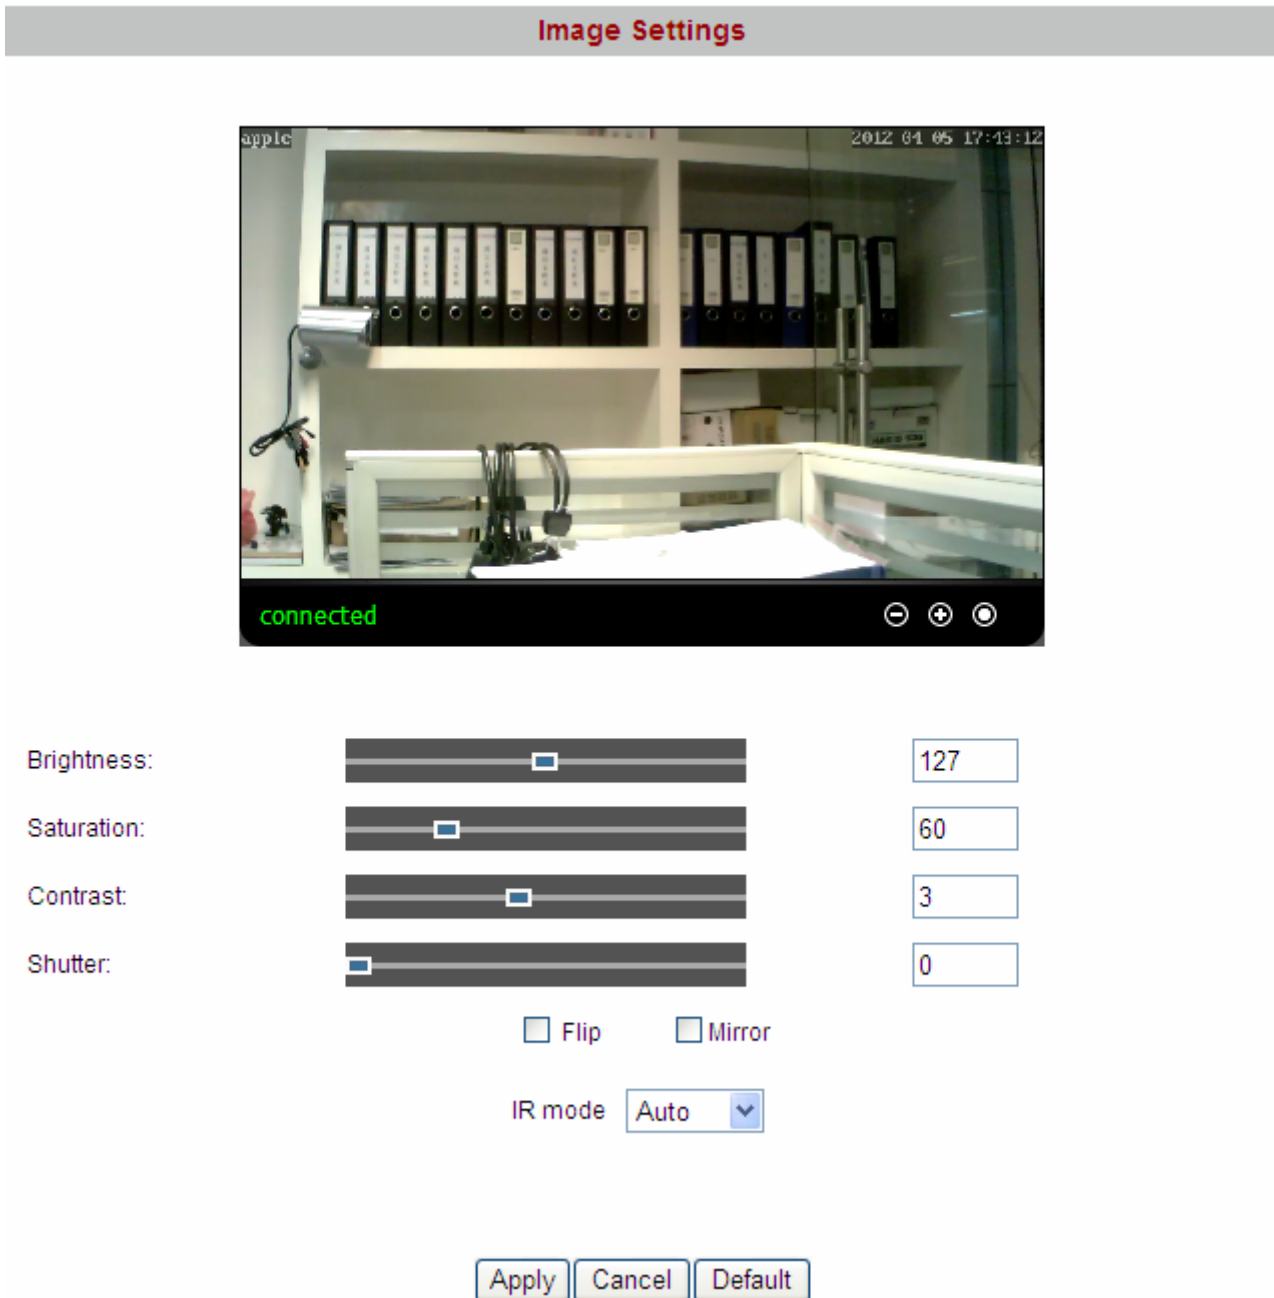 Image Settings
apple
2012 04 05 17:43:12
connected
Brightness:
127
Saturation:
60
Contrast:
3
Shutter:
0
Flip
Mirror
IR mode
Auto
Apply
Cancel
Default